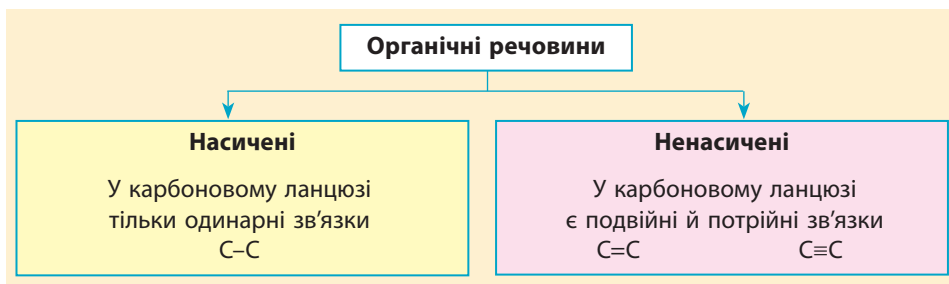 Органічні речовини
Насичені
У карбоновому ланцюзі
тільки одинарні зв'язки
C–C
Ненасичені
У карбоновому ланцюзі
є подвійні й потрійні зв'язки
C=C C≡C